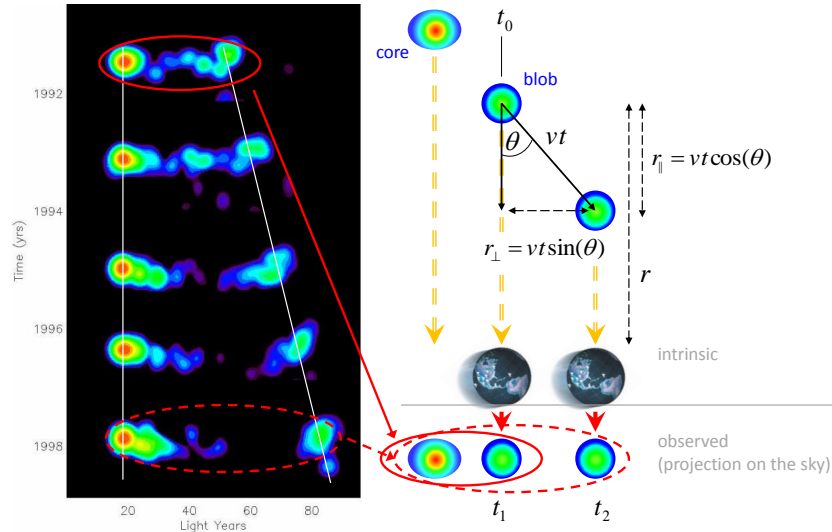 1992
1994
1996
1998
Time (yrs)
20 40 60 80
Light Years
core
t₀
blob
θ
vt
r∥ = vt cos(θ)
r⊥ = vt sin(θ)
r
intrinsic
observed
(projection on the sky)
t₁ t₂